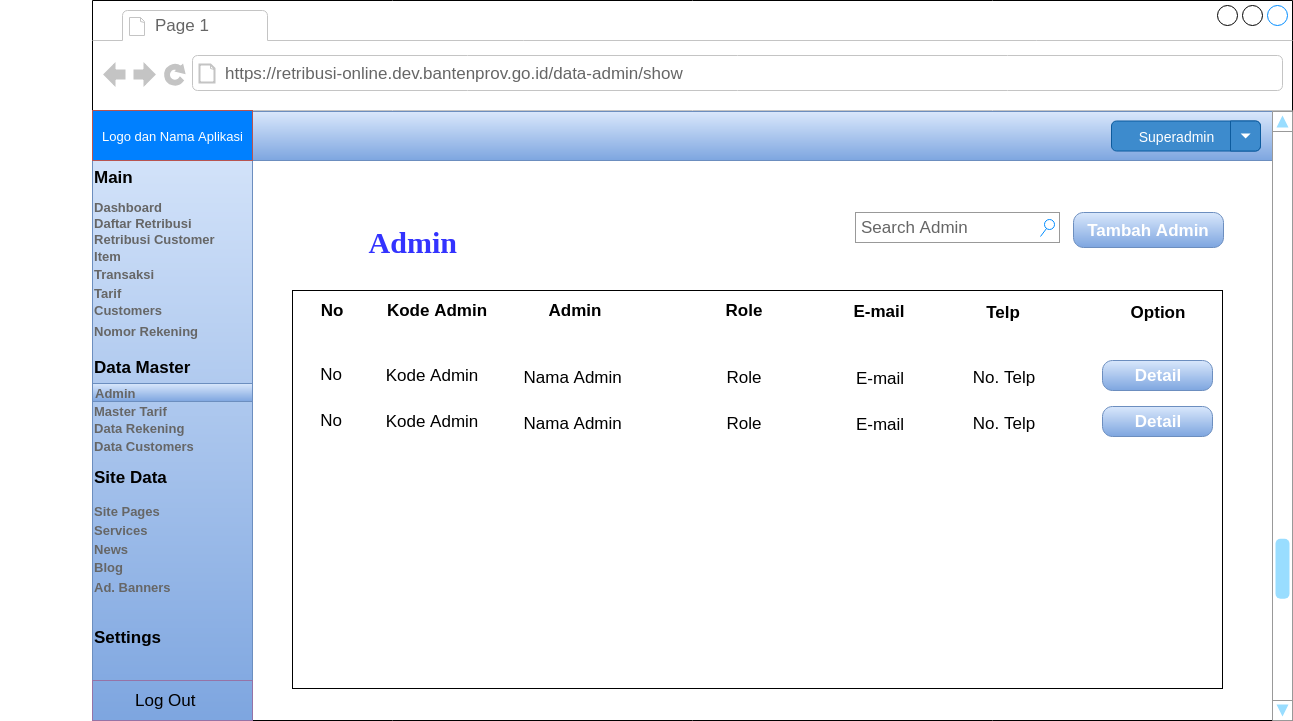 Page 1
https://retribusi-online.dev.bantenprov.go.id/data-admin/show
Logo dan Nama Aplikasi
Superadmin
Main
Dashboard
Daftar Retribusi
Retribusi Customer
Item
Transaksi
Tarif
Customers
Nomor Rekening
Data Master
Admin
Master Tarif
Data Rekening
Data Customers
Site Data
Site Pages
Services
News
Blog
Ad. Banners
Settings
Log Out
Admin
Search Admin
Tambah Admin
No Kode Admin Admin Role E-mail Telp Option
No Kode Admin Nama Admin Role E-mail No. Telp Detail
No Kode Admin Nama Admin Role E-mail No. Telp Detail